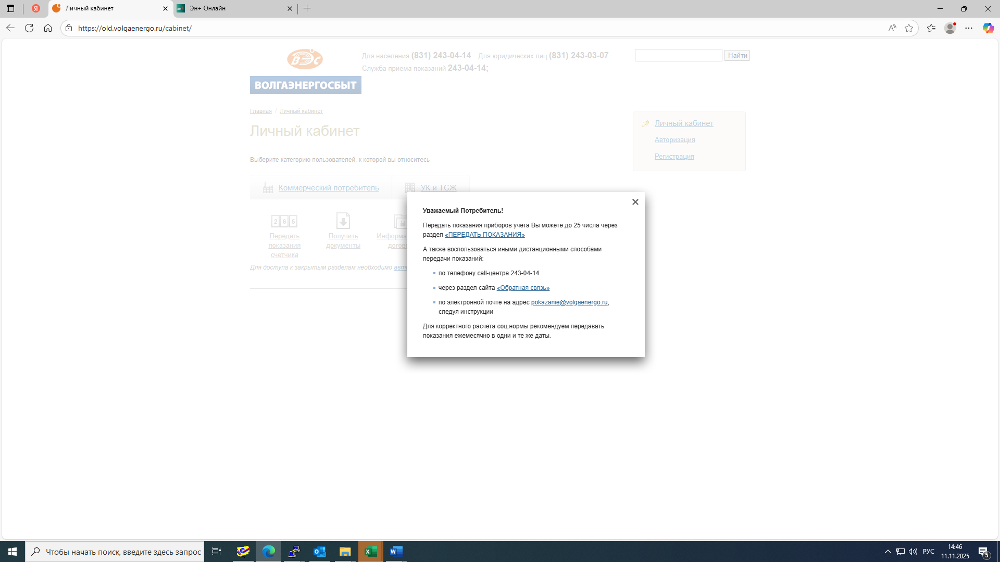 Личный кабинет
Эн+ Онлайн
https://old.volgaenergo.ru/cabinet/
ВЭС
ВОЛГАЭНЕРГОСБЫТ
Для населения (831) 243-04-14 Для юридических лиц (831) 243-03-07
Служба приема показаний 243-04-14;
Найти
Главная / Личный кабинет
Личный кабинет
Выберите категорию пользователей, к которой вы относитесь
Личный кабинет
Авторизация
Регистрация
Коммерческий потребитель
УК и ТСЖ
265
Передать
показания
счетчика
Получить
документы
Информа
догово
Для доступа к закрытым разделам необходимо авто
Уважаемый Потребитель!
Передать показания приборов учета Вы можете до 25 числа через
раздел «ПЕРЕДАТЬ ПОКАЗАНИЯ»
А также воспользоваться иными дистанционными способами
передачи показаний:
по телефону call-центра 243-04-14
через раздел сайта «Обратная связь»
по электронной почте на адрес pokazanie@volgaenergo.ru,
следуя инструкции
Для корректного расчета соц.нормы рекомендуем передавать
показания ежемесячно в одни и те же даты.
Чтобы начать поиск, введите здесь запрос
РУС
14:46
11.11.2025
5